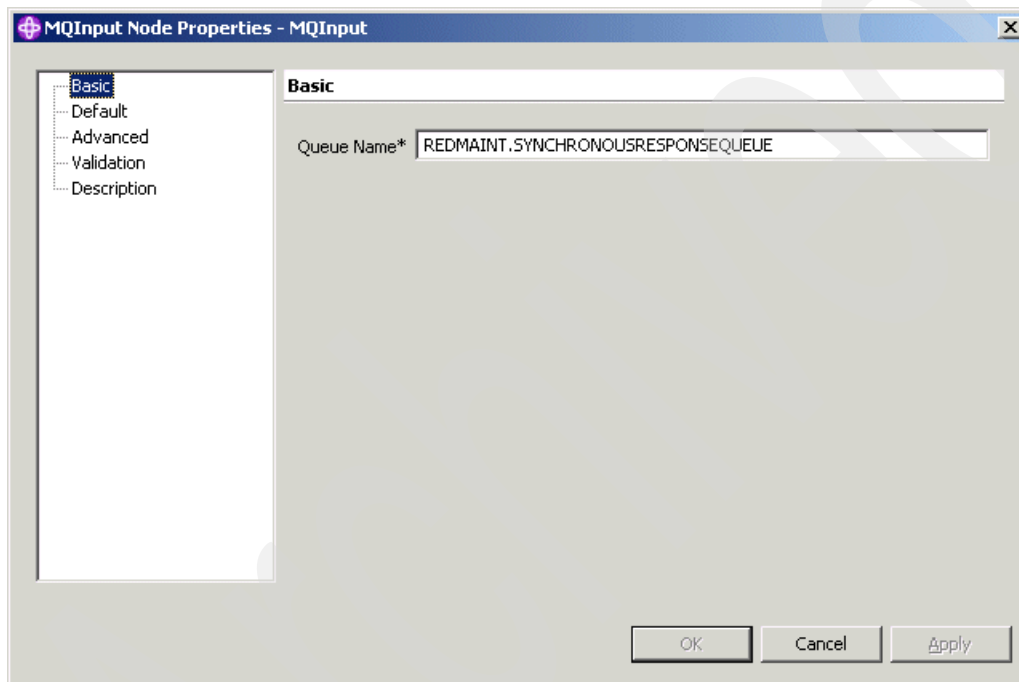 MQInput Node Properties - MQInput
Basic
Default
Advanced
Validation
Description
Basic
Queue Name* REDMAINT.SYNCHRONOUSRESPONSEQUEUE
OK Cancel Apply